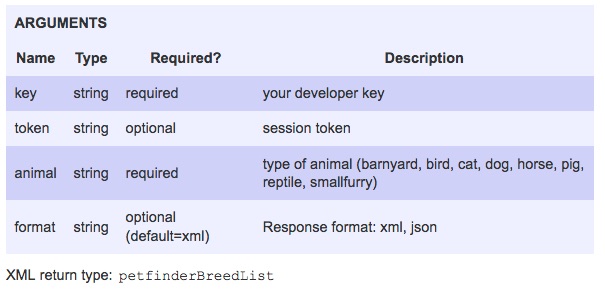 ARGUMENTS
Name Type Required? Description
key string required your developer key
token string optional session token
animal string required type of animal (barnyard, bird, cat, dog, horse, pig,
reptile, smallfurry)
format string optional
(default=xml) Response format: xml, json
XML return type: petfinderBreedList